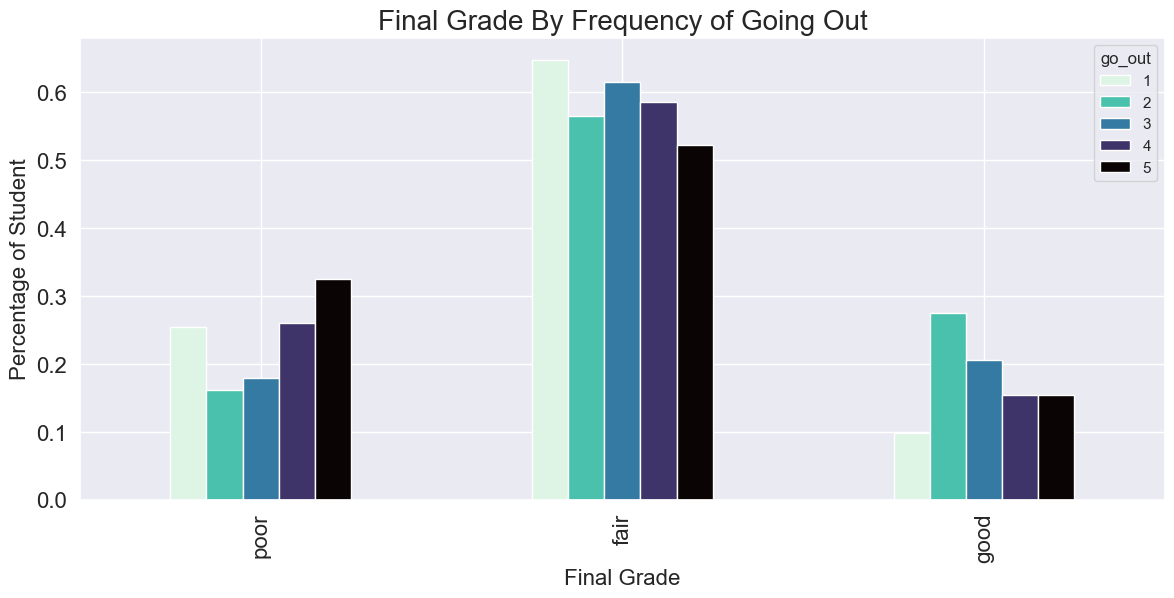 Final Grade By Frequency of Going Out
go_out
1
2
3
4
5
Percentage of Student
0.6
0.5
0.4
0.3
0.2
0.1
0.0
poor
fair
good
Final Grade